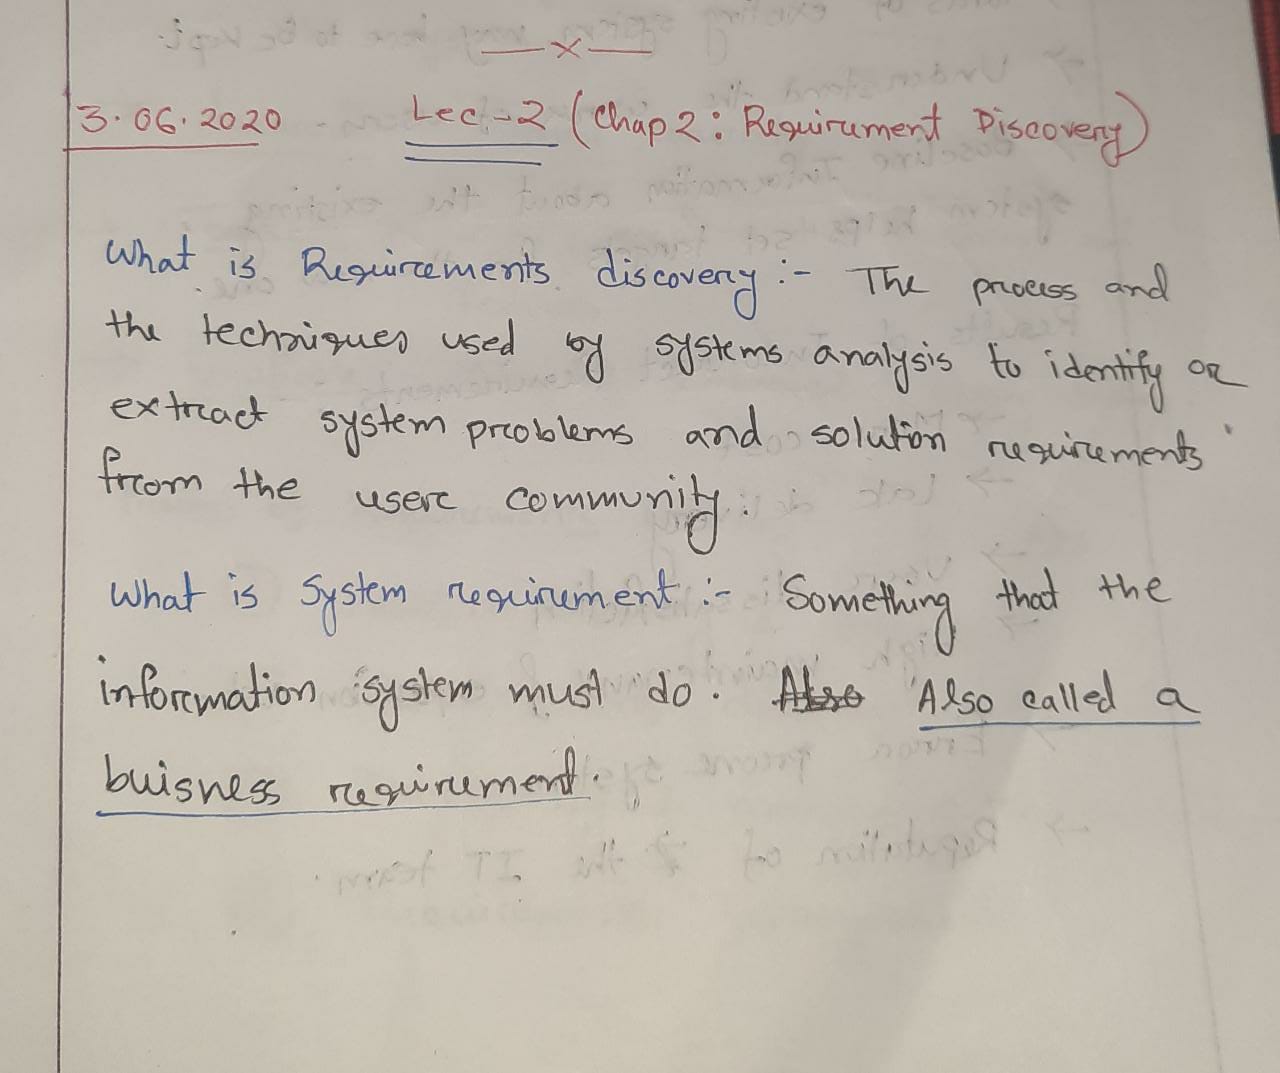 —x—
3.06.2020 Lec-2 (Chap 2: Requirement Discovery)
What is Requirements discovery :- The process and
the techniques used by systems analysis to identify or
extract system problems and solution requirements
from the user community.
What is System requirement :- Something that the
information system must do. Also Also called a
buisness requirement.